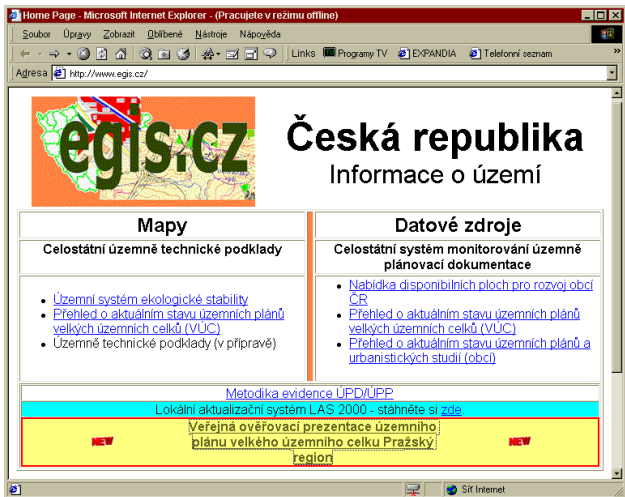 Home Page - Microsoft Internet Explorer - (Pracujete v režimu offline)
Soubor Úpravy Zobrazit Oblíbené Nástroje Nápověda
Links Programy TV EXPANDIA Telefonní seznam »
Adresa http://www.egis.cz/
egis.cz
Česká republika
Informace o území
Mapy
Celostátní územně technické podklady
Územní systém ekologické stability
Přehled o aktuálním stavu územních plánů
velkých územních celků (VÚC)
Územně technické podklady (v přípravě)
Datové zdroje
Celostátní systém monitorování územně
plánovací dokumentace
Nabídka disponibilních ploch pro rozvoj obcí
ČR
Přehled o aktuálním stavu územních plánů
velkých územních celků (VÚC)
Přehled o aktuálním stavu územních plánů a
urbanistických studií (obcí)
Metodika evidence ÚPD/ÚPP
Lokální aktualizační systém LAS 2000 - stáhněte si zde.
NEW
Veřejná ověřovací prezentace územního
plánu velkého územního celku Pražský
region
NEW
Síť Internet